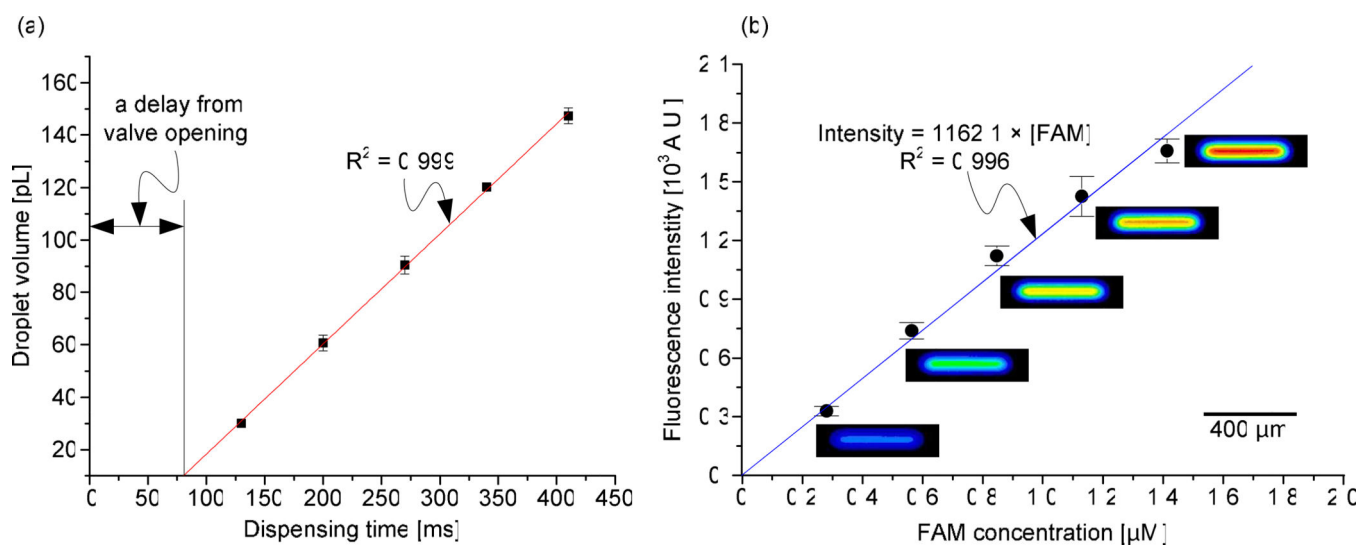 (a)
160
140
120
100
80
60
40
20
Droplet volume [pL]
a delay from
valve opening
R² = 0 999
0 50 100 150 200 250 300 350 400 450
Dispensing time [ms]
(b)
2 1
1 8
1 5
1 2
0 9
0 6
0 3
0
Fluorescence intenstity [10³ A U ]
Intensity = 1162 1 × [FAM]
R² = 0 996
400 µm
0 0 2 0 4 0 6 0 8 1 0 1 2 1 4 1 6 1 8 2 0
FAM concentration [µM]